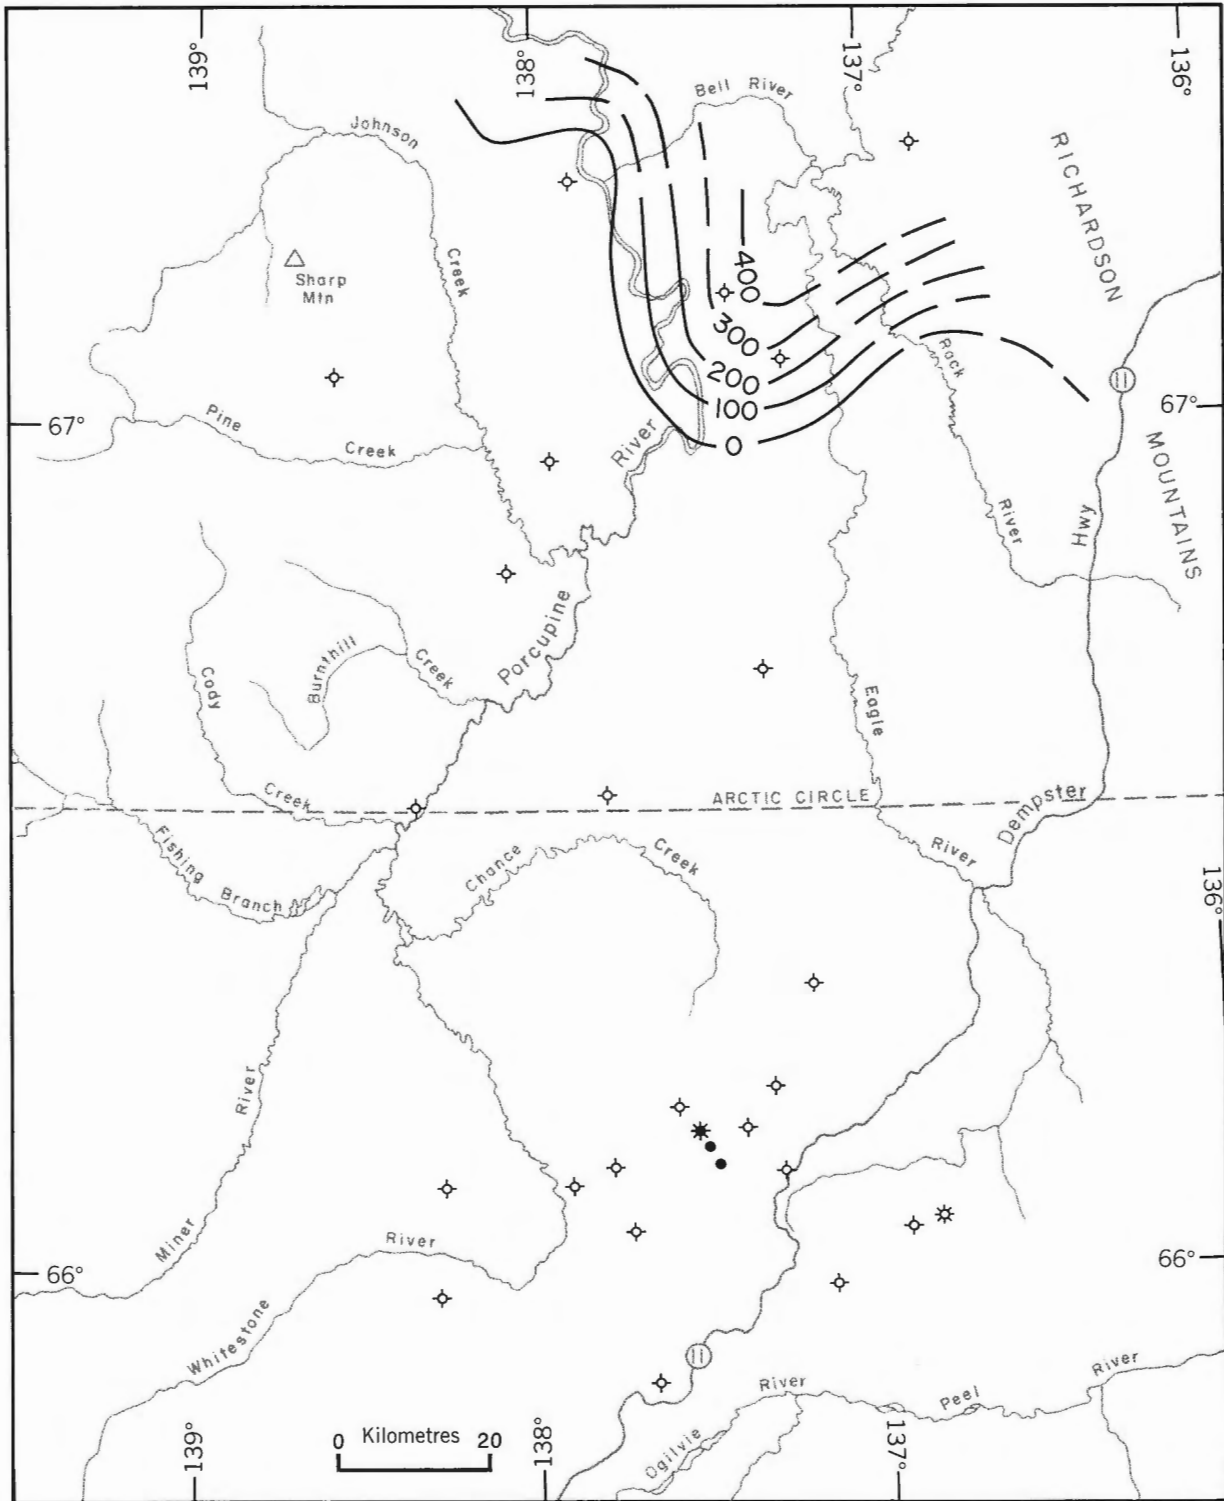 139°
138°
137°
136°
Bell River
Johnson
Creek
RICHARDSON
Sharp
Mtn
400
300
200
100
0
Rock
11
67°
67°
Pine
Creek
River
MOUNTAINS
River
Hwy
Porcupine
Burnthill
Creek
Cody
Eagle
Creek
ARCTIC CIRCLE
Dempster
Fishing
Branch
Chance
Creek
River
136°
River
Miner
River
66°
66°
Whitestone
11
River
Peel
River
0 Kilometres 20
Ogilvie
139°
138°
137°